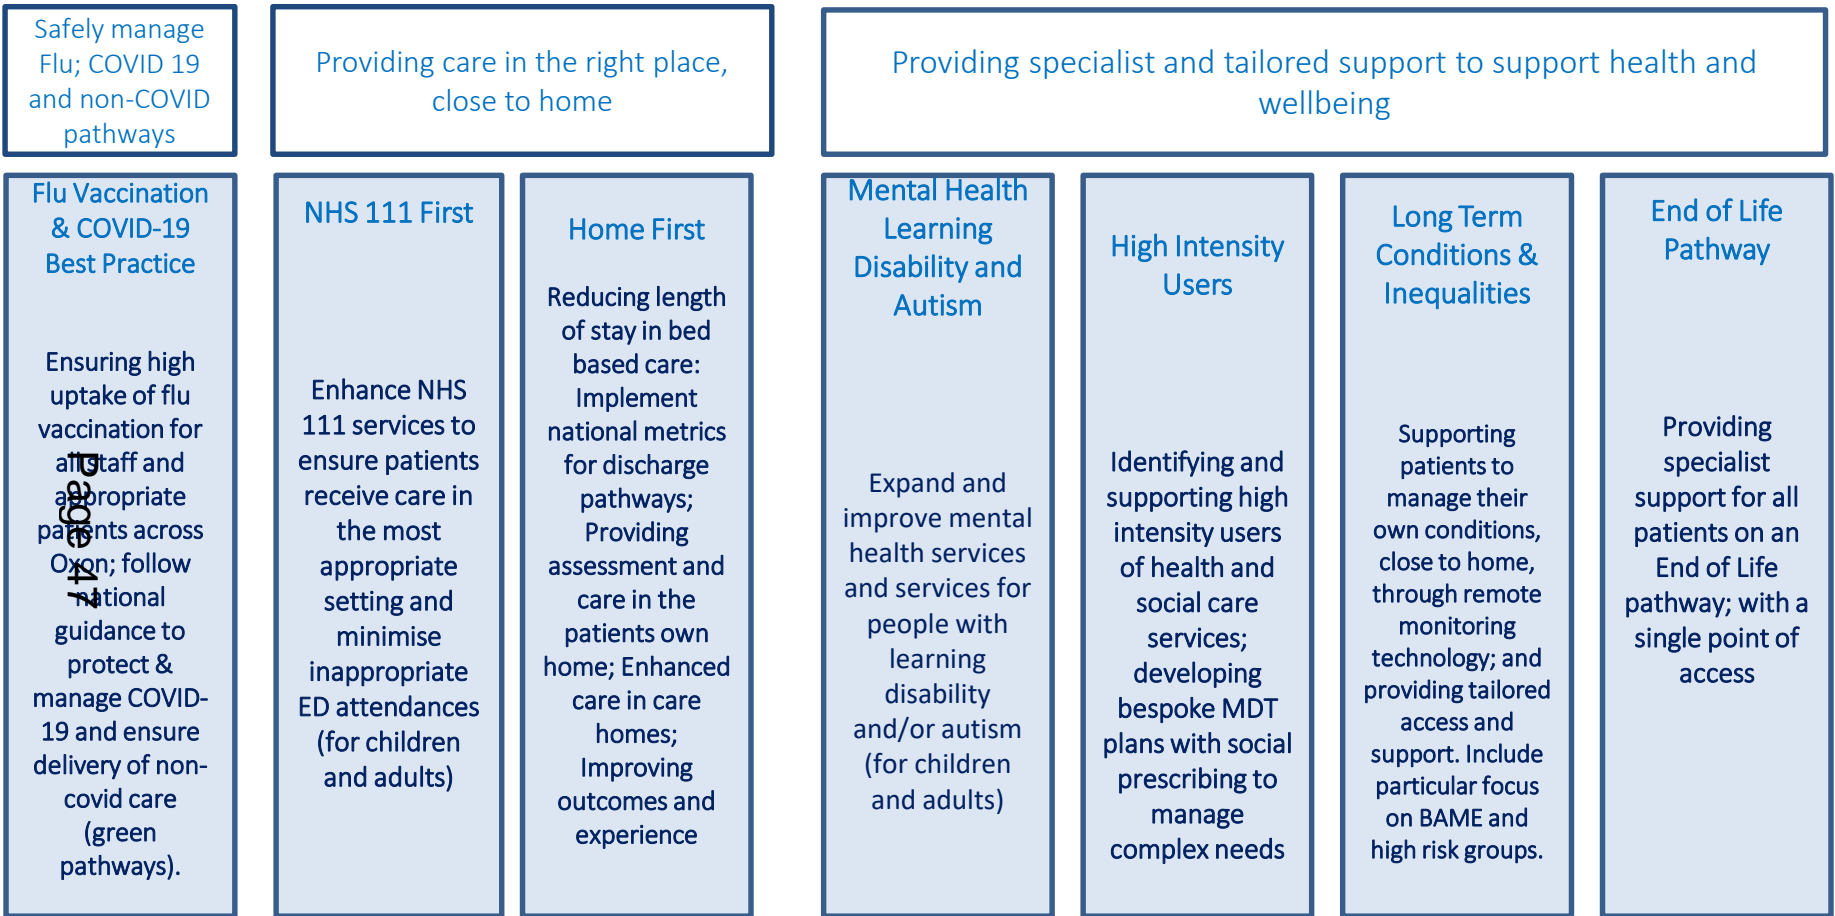 Safely manage
Flu; COVID 19
and non-COVID
pathways
Providing care in the right place,
close to home
Providing specialist and tailored support to support health and
wellbeing
Flu Vaccination
& COVID-19
Best Practice
Ensuring high
uptake of flu
vaccination for
all staff and
appropriate
patients across
Oxon; follow
national
guidance to
protect &
manage COVID-
19 and ensure
delivery of non-
covid care
(green
pathways).
Page 47
NHS 111 First
Enhance NHS
111 services to
ensure patients
receive care in
the most
appropriate
setting and
minimise
inappropriate
ED attendances
(for children
and adults)
Home First
Reducing length
of stay in bed
based care:
Implement
national metrics
for discharge
pathways;
Providing
assessment and
care in the
patients own
home; Enhanced
care in care
homes;
Improving
outcomes and
experience
Mental Health
Learning
Disability and
Autism
Expand and
improve mental
health services
and services for
people with
learning
disability
and/or autism
(for children
and adults)
High Intensity
Users
Identifying and
supporting high
intensity users
of health and
social care
services;
developing
bespoke MDT
plans with social
prescribing to
manage
complex needs
Long Term
Conditions &
Inequalities
Supporting
patients to
manage their
own conditions,
close to home,
through remote
monitoring
technology; and
providing tailored
access and
support. Include
particular focus
on BAME and
high risk groups.
End of Life
Pathway
Providing
specialist
support for all
patients on an
End of Life
pathway; with a
single point of
access